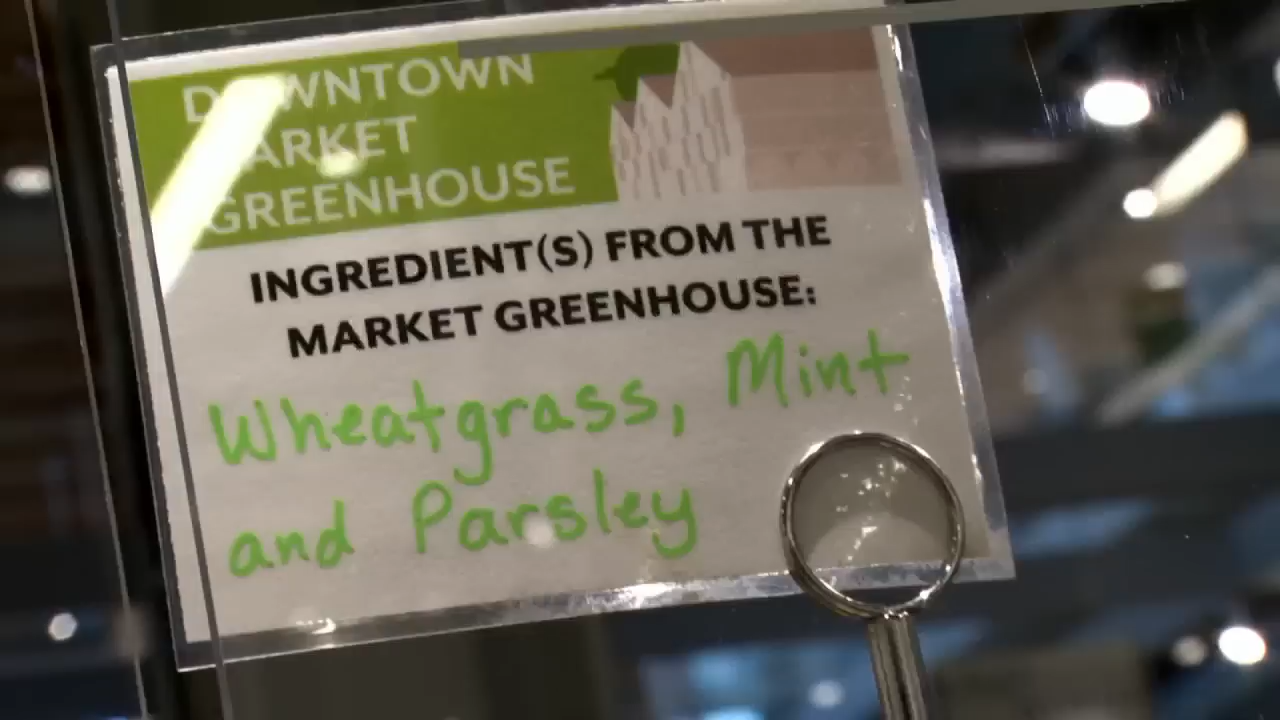 DOWNTOWN
MARKET
GREENHOUSE
INGREDIENT(S) FROM THE
MARKET GREENHOUSE:
Wheatgrass, Mint
and Parsley